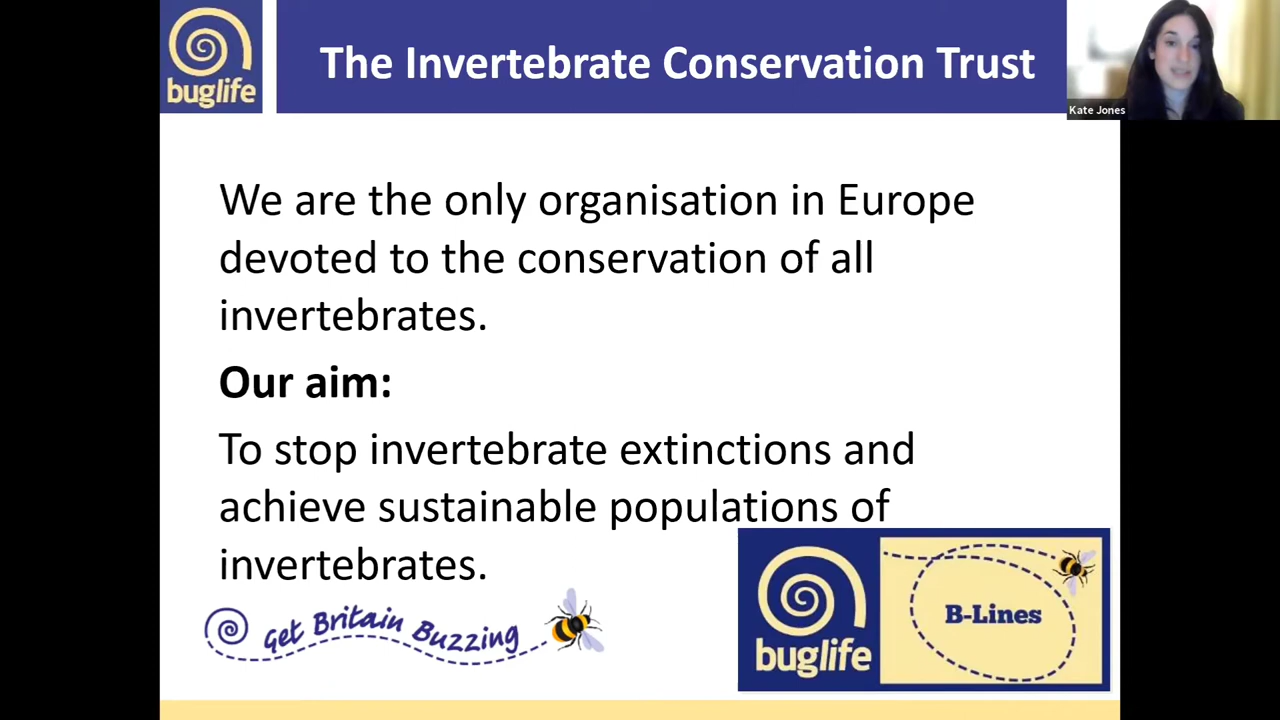 buglife
The Invertebrate Conservation Trust
Kate Jones
We are the only organisation in Europe
devoted to the conservation of all
invertebrates.
Our aim:
To stop invertebrate extinctions and
achieve sustainable populations of
invertebrates.
Get Britain Buzzing
buglife
B-Lines